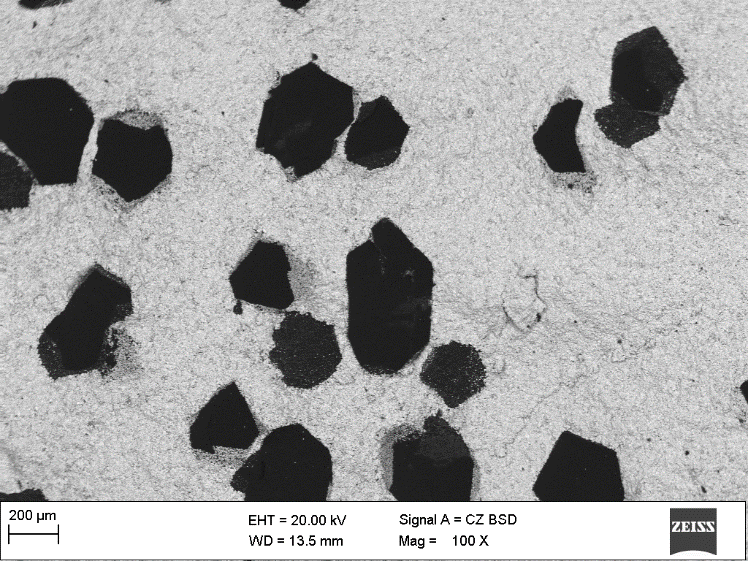 200 µm
EHT = 20.00 kV
Signal A = CZ BSD
WD = 13.5 mm
Mag = 100 X
ZEISS